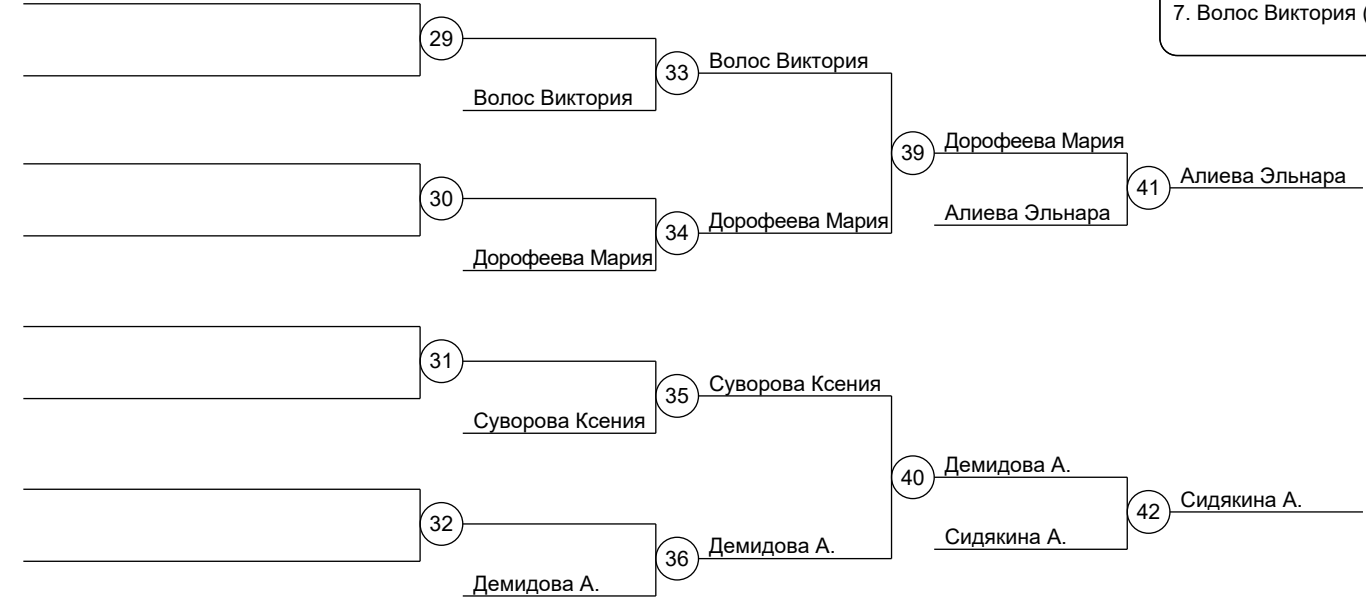 7. Волос Виктория (
29
33
Волос Виктория
Волос Виктория
39
Дорофеева Мария
30
34
Дорофеева Мария
41
Алиева Эльнара
Алиева Эльнара
Дорофеева Мария
31
35
Суворова Ксения
Суворова Ксения
40
Демидова А.
32
36
Демидова А.
42
Сидякина А.
Сидякина А.
Демидова А.